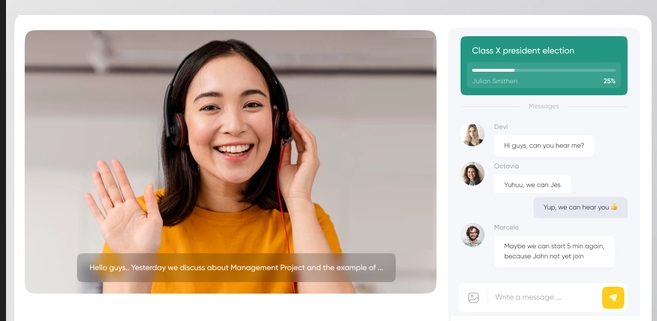 Class X president election
Julian Smithen
25%
Messages
Devi
Hi guys, can you hear me?
Octavia
Yuhuu, we can Jes
Yup, we can hear you 👍
Marcele
Maybe we can start 5 min again,
because John not yet join
Write a message ...
Hello guys.. Yesterday we discuss about Management Project and the example of ...